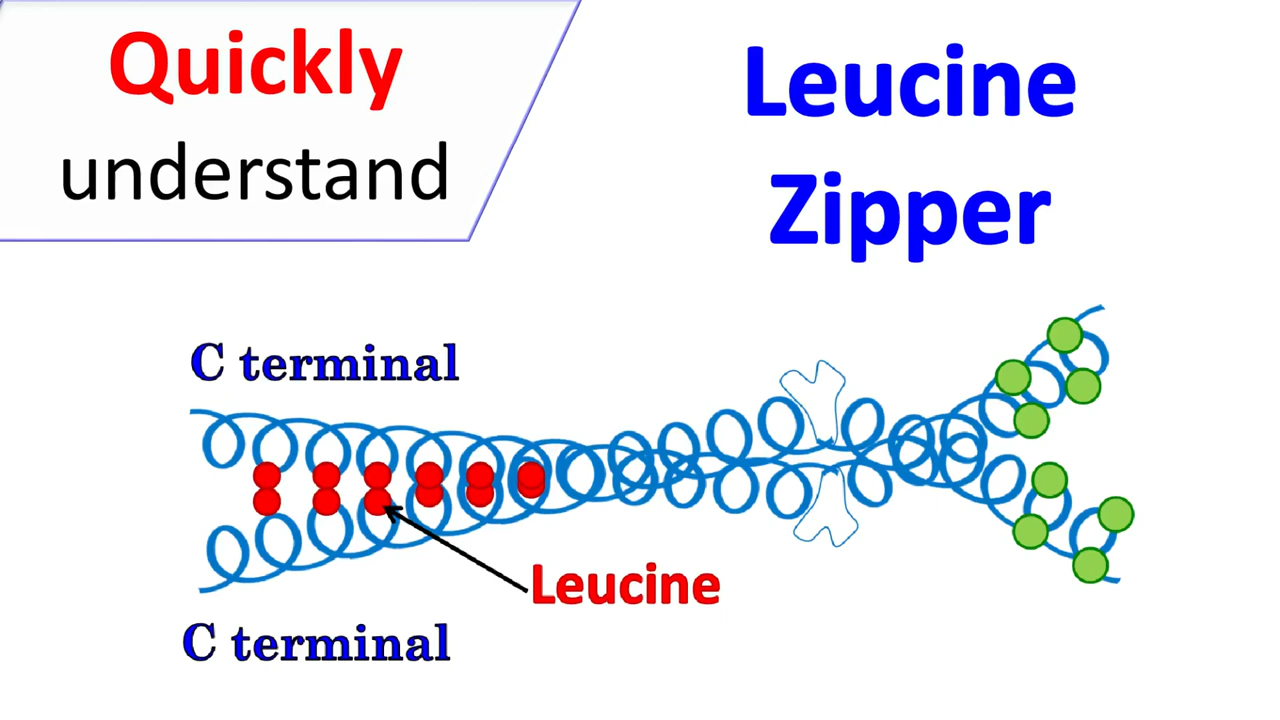 Quickly
understand
Leucine
Zipper
C terminal
Leucine
C terminal